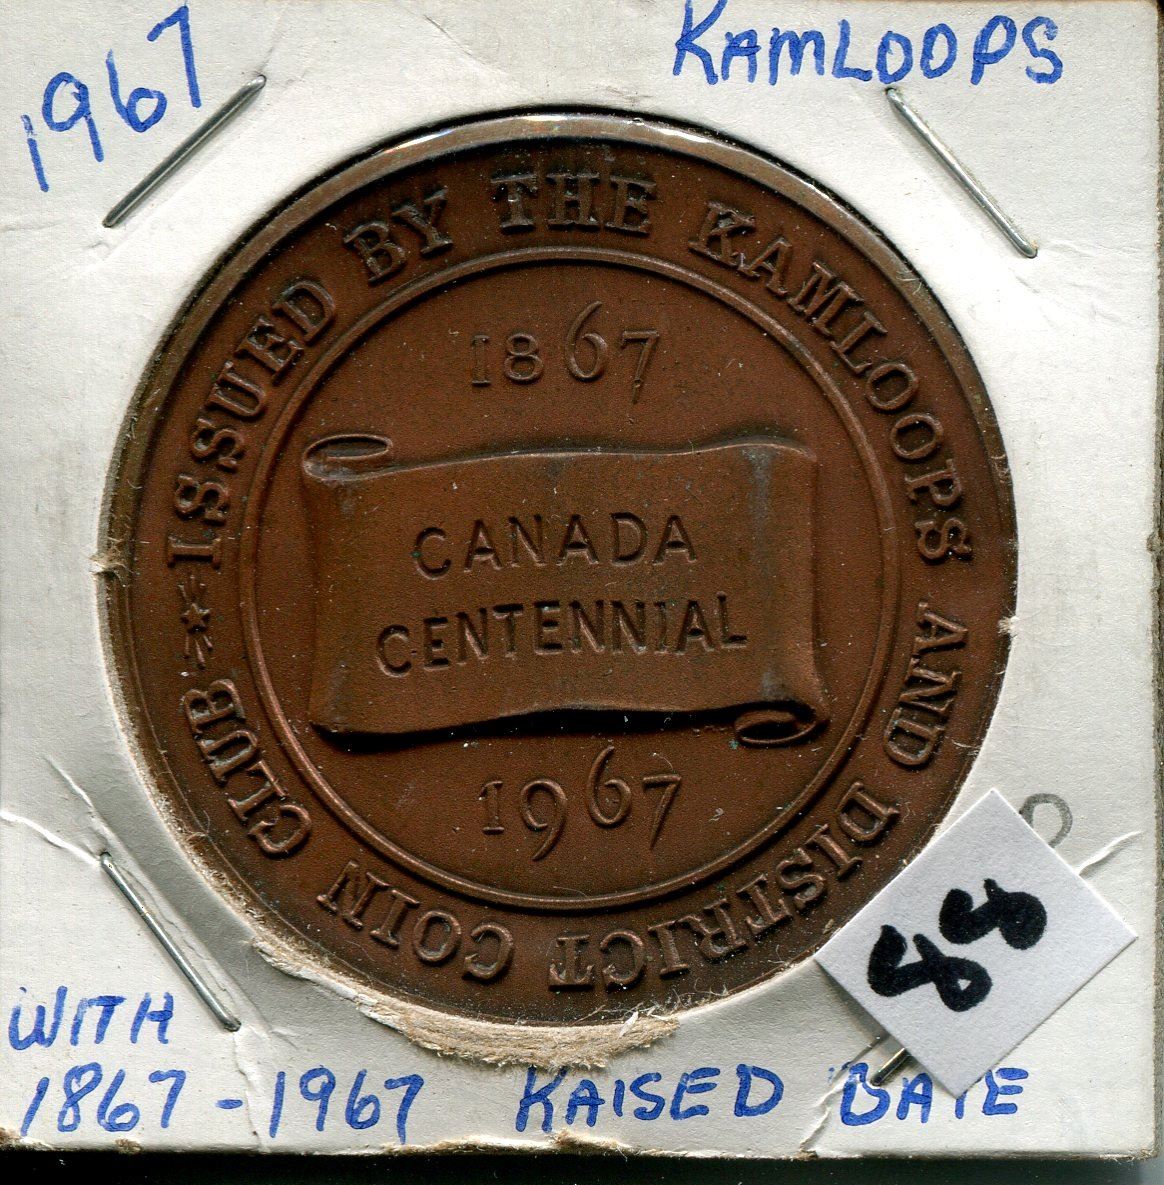 1967
KAMLOOPS
ISSUED BY THE KAMLOOPS AND DISTRICT COIN CLUB
1867
CANADA
CENTENNIAL
1967
88
WITH
1867-1967 RAISED DATE